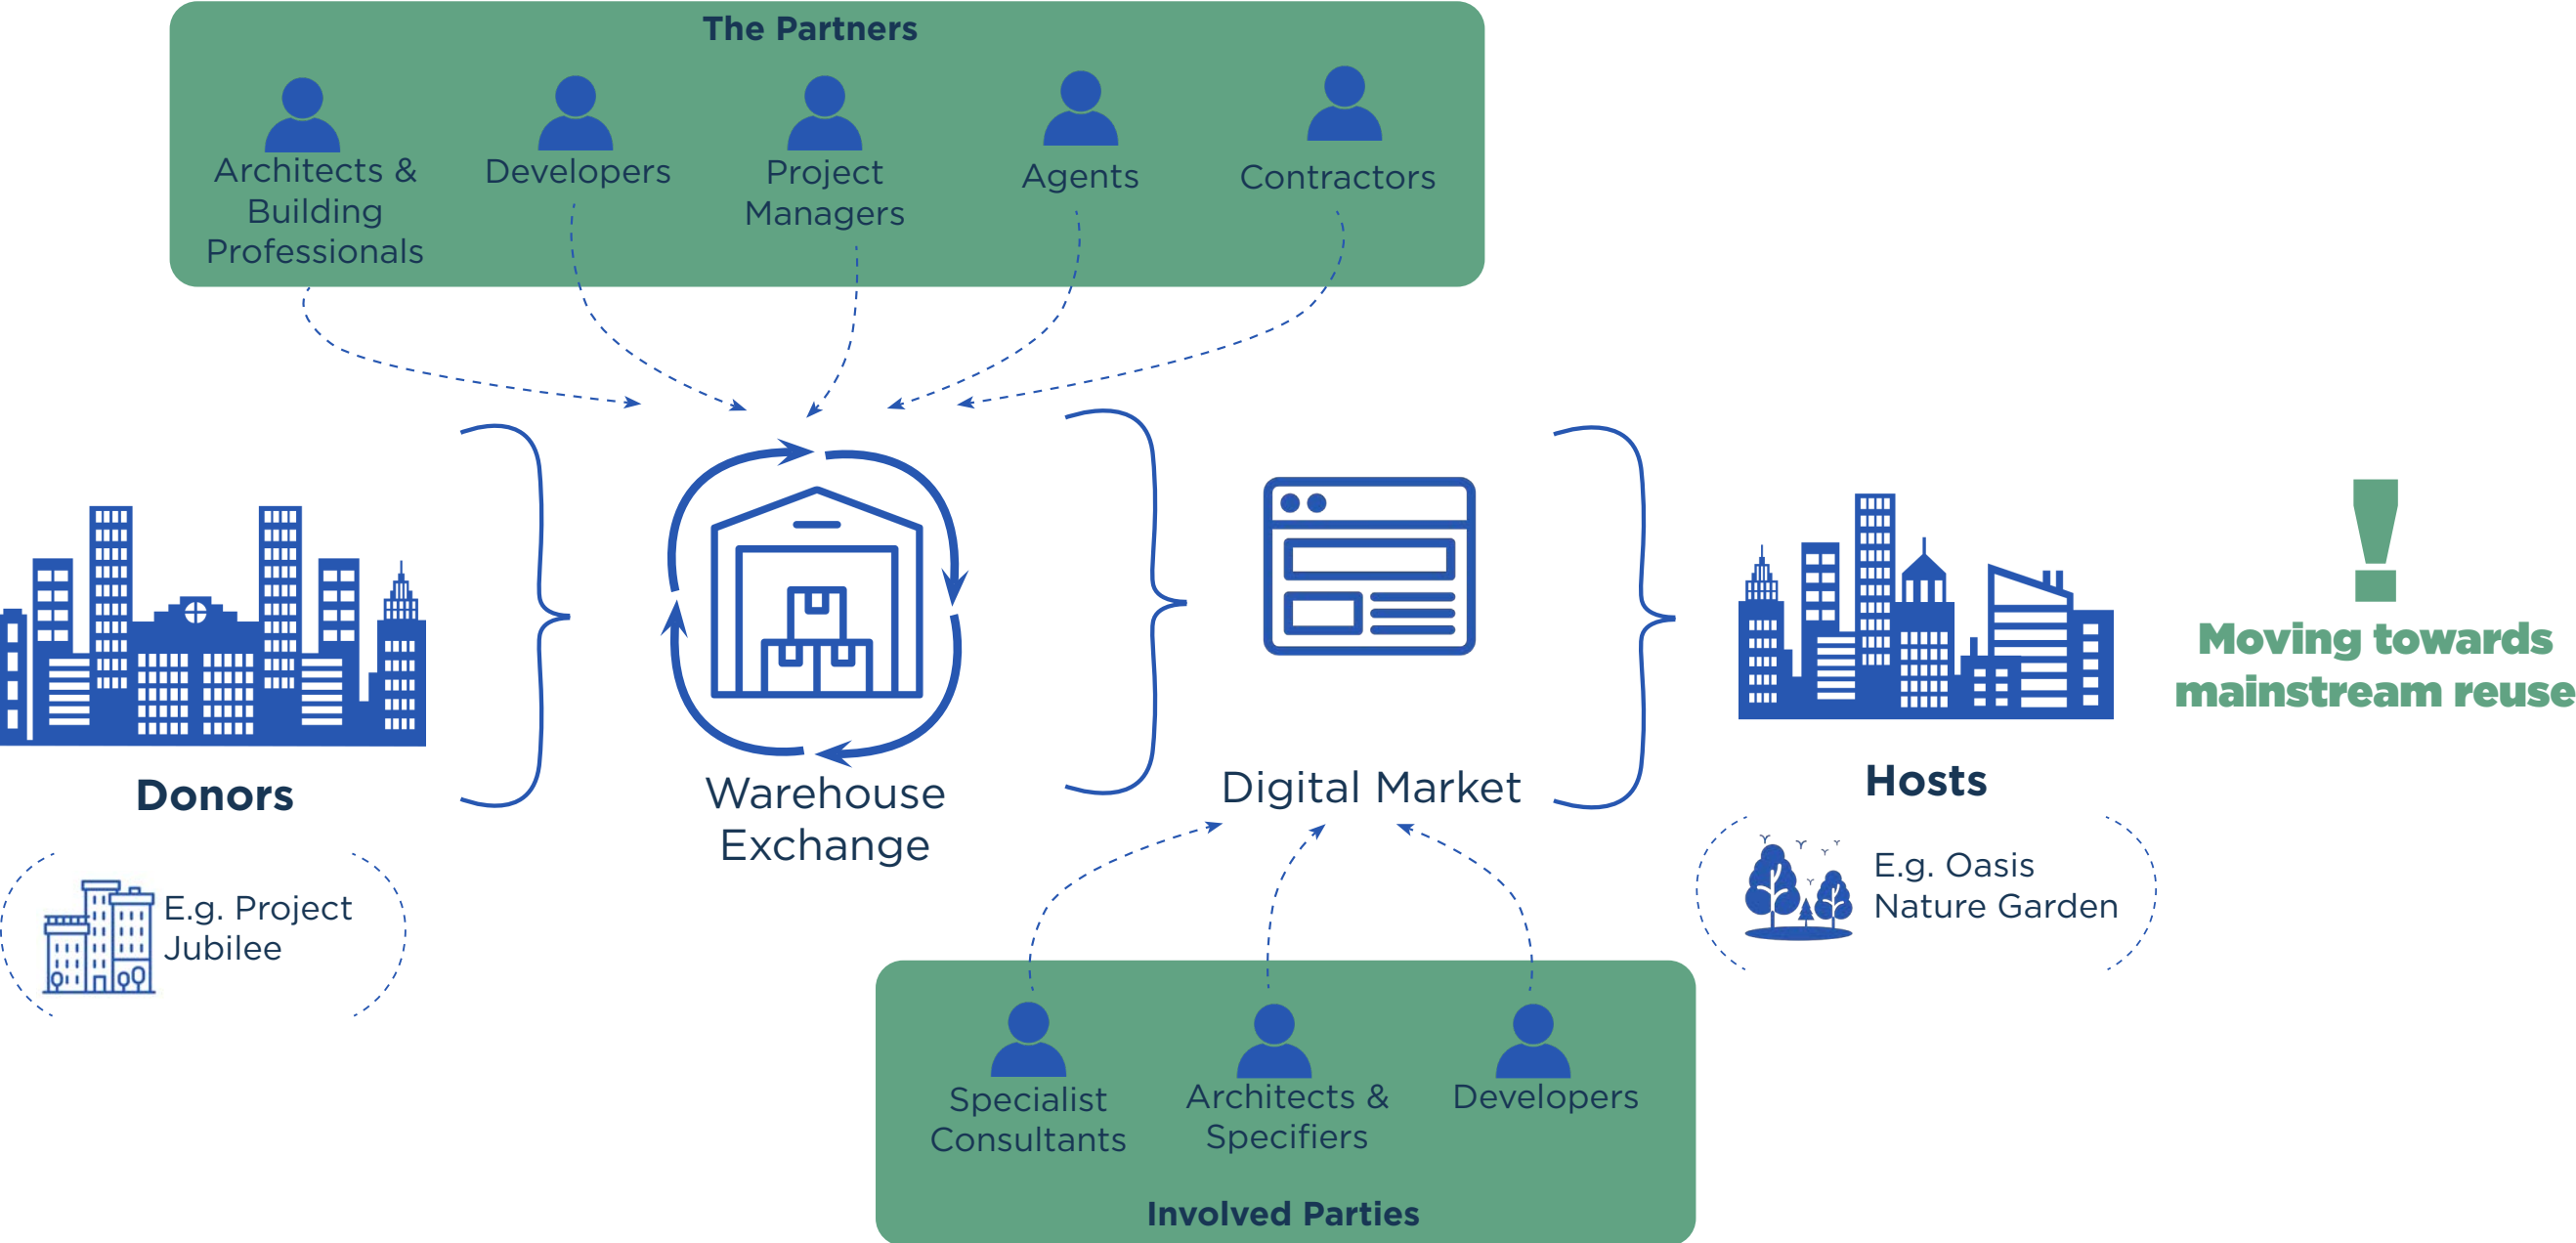 The Partners
Architects &
Building
Professionals
Developers
Project
Managers
Agents
Contractors
Donors
E.g. Project
Jubilee
Warehouse
Exchange
Digital Market
Hosts
E.g. Oasis
Nature Garden
!
Moving towards
mainstream reuse
Specialist
Consultants
Architects &
Specifiers
Developers
Involved Parties